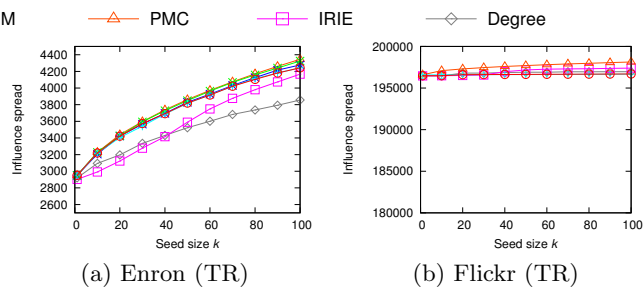 M PMC IRIE Degree
4400
4200
4000
3800
3600
3400
3200
3000
2800
2600
Influence spread
0 20 40 60 80 100
Seed size k
(a) Enron (TR)
200000
195000
190000
185000
180000
Influence spread
0 20 40 60 80 100
Seed size k
(b) Flickr (TR)